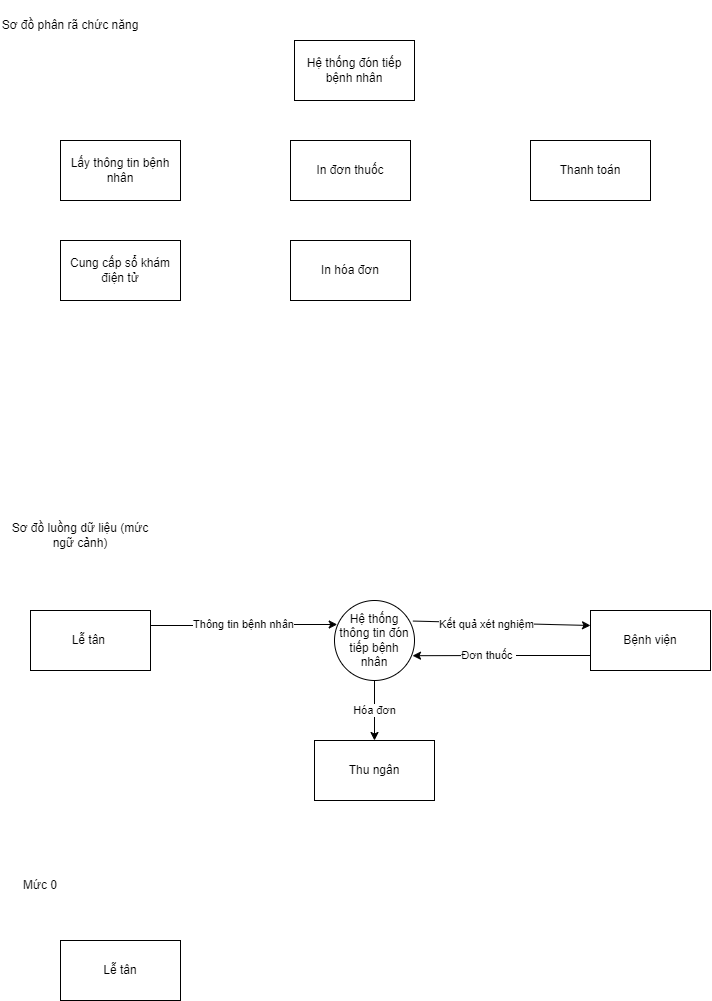 Sơ đồ phân rã chức năng
Hệ thống đón tiếp
bệnh nhân
Lấy thông tin bệnh
nhân
In đơn thuốc
Thanh toán
Cung cấp sổ khám
điện tử
In hóa đơn
Sơ đồ luồng dữ liệu (mức
ngữ cảnh)
Lễ tân
Thông tin bệnh nhân
Hệ thống
thông tin đón
tiếp bệnh
nhân
Kết quả xét nghiệm
Đơn thuốc
Bệnh viện
Hóa đơn
Thu ngân
Mức 0
Lễ tân